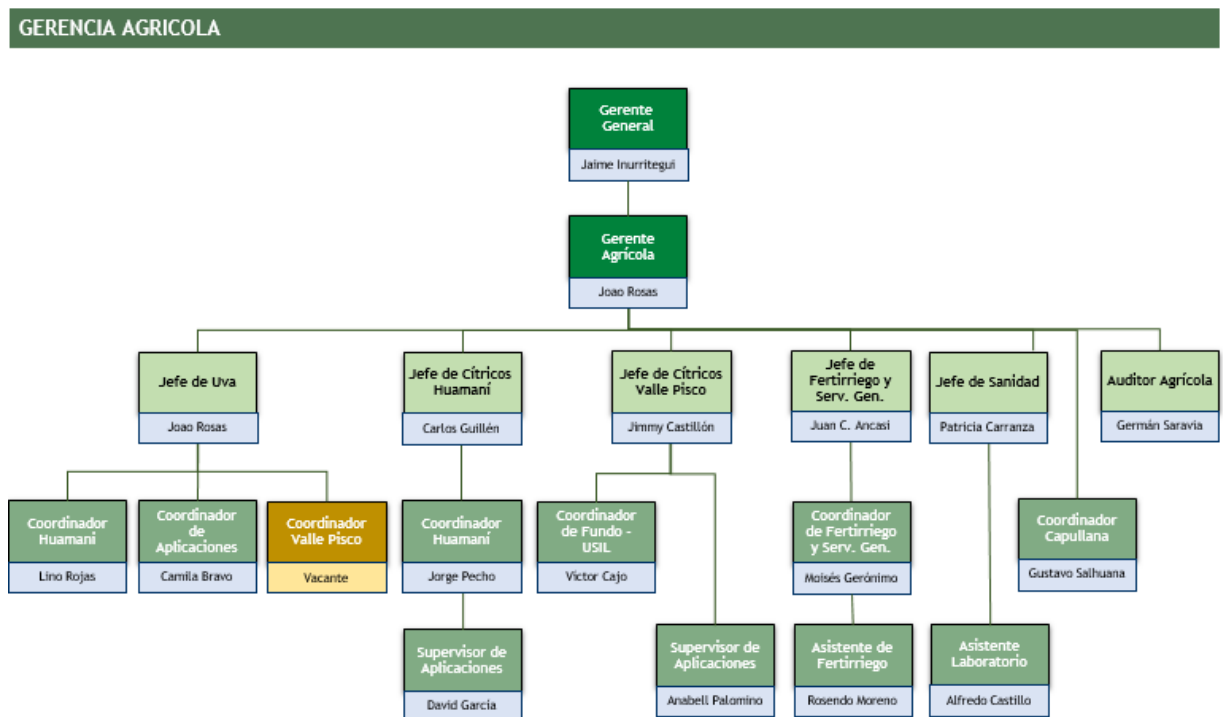 GERENCIA AGRICOLA
Gerente
General
Jaime Inurritegui
Gerente
Agrícola
Joao Rosas
Jefe de Uva
Joao Rosas
Jefe de Cítricos
Huamaní
Carlos Guillén
Jefe de Cítricos
Valle Pisco
Jimmy Castillón
Jefe de
Fertirriego y
Serv. Gen.
Juan C. Ancasi
Jefe de Sanidad
Patricia Carranza
Auditor Agrícola
Germán Saravia
Coordinador
Huamaní
Lino Rojas
Coordinador
de
Aplicaciones
Camila Bravo
Coordinador
Valle Pisco
Vacante
Coordinador
Huamaní
Jorge Pecho
Coordinador
de Fundo -
USIL
Víctor Cajo
Coordinador
de Fertirriego
y Serv. Gen.
Moisés Gerónimo
Coordinador
Capullana
Gustavo Salhuana
Supervisor de
Aplicaciones
David García
Supervisor de
Aplicaciones
Anabell Palomino
Asistente de
Fertirriego
Rosendo Moreno
Asistente
Laboratorio
Alfredo Castillo